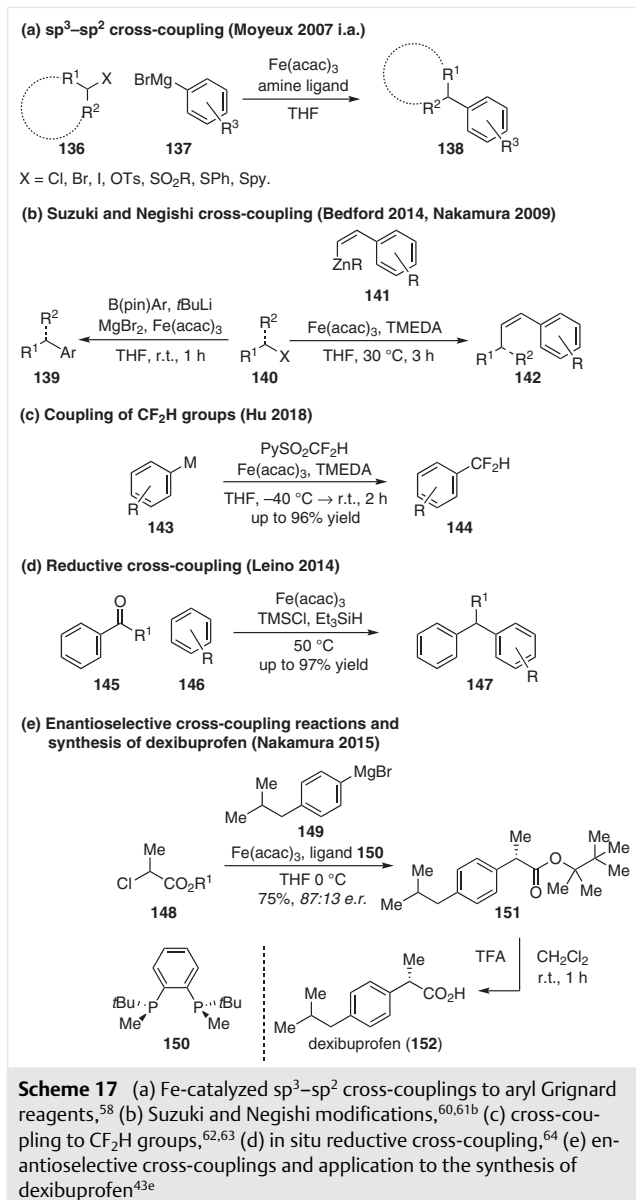 (a) sp³–sp² cross-coupling (Moyeux 2007 i.a.)
R¹ X R²
136
BrMg R³
137
Fe(acac)₃
amine ligand
THF
R¹ R² R³
138
X = Cl, Br, I, OTs, SO₂R, SPh, Spy.
(b) Suzuki and Negishi cross-coupling (Bedford 2014, Nakamura 2009)
ZnR R
141
R² R¹ Ar
139
B(pin)Ar, tBuLi
MgBr₂, Fe(acac)₃
THF, r.t., 1 h
R² R¹ X
140
Fe(acac)₃, TMEDA
THF, 30 °C, 3 h
R¹ R² R
142
(c) Coupling of CF₂H groups (Hu 2018)
M R
143
PySO₂CF₂H
Fe(acac)₃, TMEDA
THF, –40 °C → r.t., 2 h
up to 96% yield
CF₂H R
144
(d) Reductive cross-coupling (Leino 2014)
O R¹
145
R
146
Fe(acac)₃
TMSCl, Et₃SiH
50 °C
up to 97% yield
R¹ R
147
(e) Enantioselective cross-coupling reactions and
synthesis of dexibuprofen (Nakamura 2015)
Me Me MgBr
149
Me Cl CO₂R¹
148
Fe(acac)₃, ligand 150
THF 0 °C
75%, 87:13 e.r.
Me Me Me O O Me Me Me Me Me
151
TFA
CH₂Cl₂
r.t., 1 h
tBu P Me P tBu Me
150
Me Me Me CO₂H
dexibuprofen (152)
Scheme 17 (a) Fe-catalyzed sp³–sp² cross-couplings to aryl Grignard
reagents,⁵⁸ (b) Suzuki and Negishi modifications,⁶⁰,⁶¹ᵇ (c) cross-cou-
pling to CF₂H groups,⁶²,⁶³ (d) in situ reductive cross-coupling,⁶⁴ (e) en-
antioselective cross-couplings and application to the synthesis of
dexibuprofen⁴³ᵉ